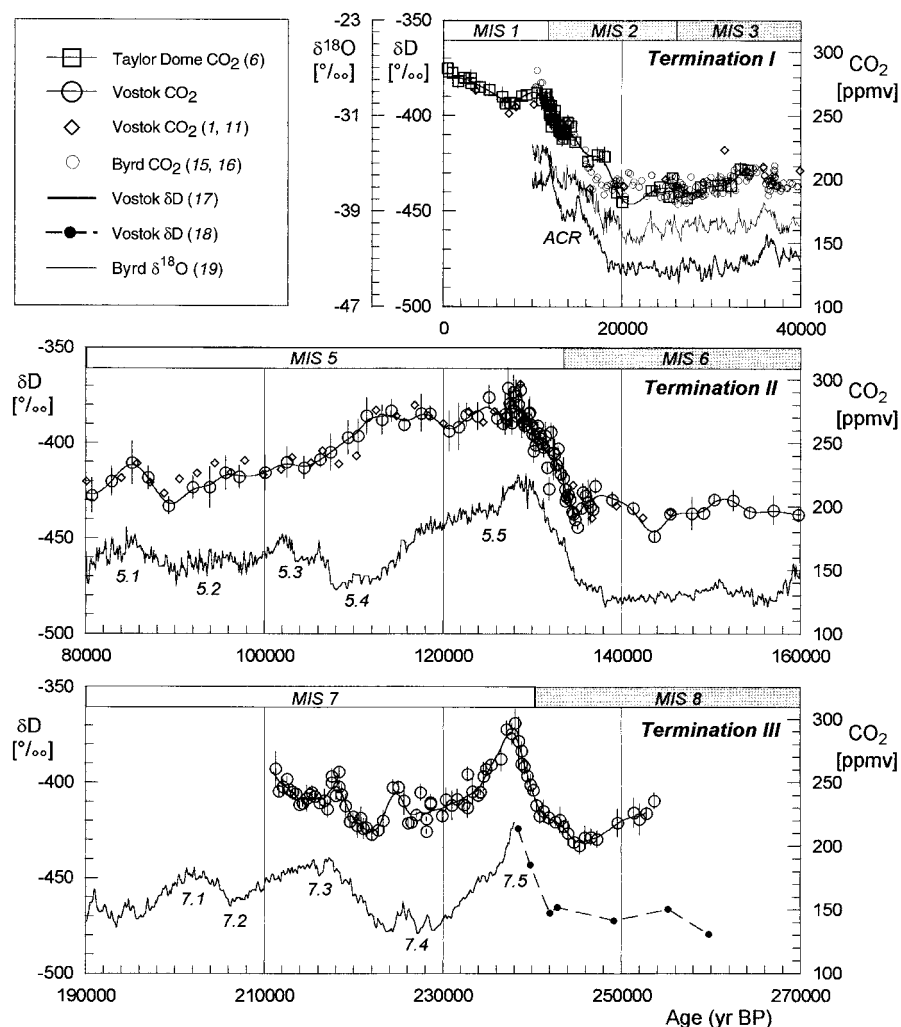 Taylor Dome CO₂ (6)
Vostok CO₂
Vostok CO₂ (1, 11)
Byrd CO₂ (15, 16)
Vostok δD (17)
Vostok δD (18)
Byrd δ¹⁸O (19)
δ¹⁸O
[°/₀₀]
-23
-31
-39
-47
δD
[°/₀₀]
-350
-400
-450
-500
MIS 1 MIS 2 MIS 3
Termination I
ACR
CO₂
[ppmv]
300
250
200
150
100
0 20000 40000
δD
[°/₀₀]
-350
-400
-450
-500
MIS 5 MIS 6
Termination II
5.1 5.2 5.3 5.4 5.5
CO₂
[ppmv]
300
250
200
150
100
80000 100000 120000 140000 160000
δD
[°/₀₀]
-350
-400
-450
-500
MIS 7 MIS 8
Termination III
7.1 7.2 7.3 7.4 7.5
CO₂
[ppmv]
300
250
200
150
100
190000 210000 230000 250000 270000
Age (yr BP)